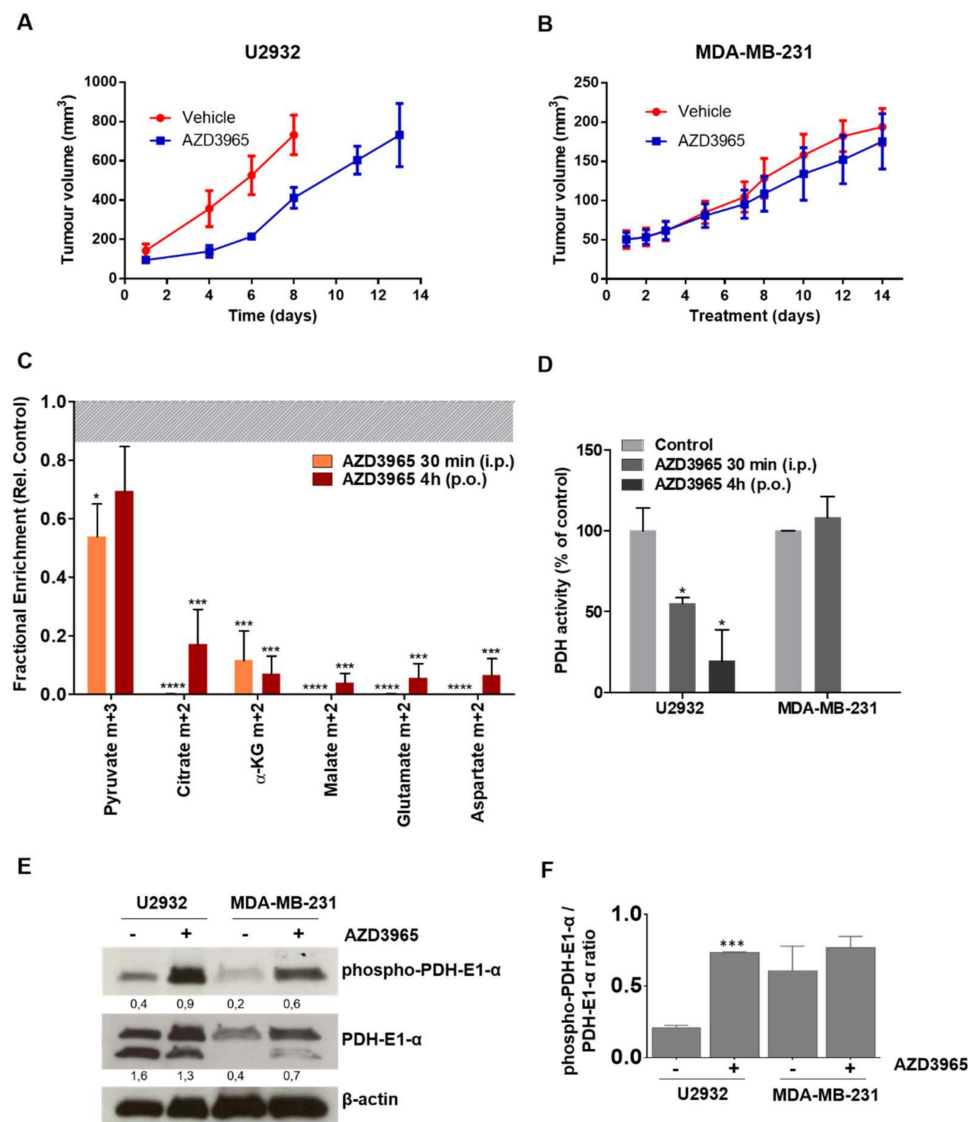 A
U2932
Tumour volume (mm³)
1000
800
600
400
200
0
Vehicle
AZD3965
0 2 4 6 8 10 12 14
Time (days)
B
MDA-MB-231
Tumour volume (mm³)
250
200
150
100
50
0
Vehicle
AZD3965
0 2 4 6 8 10 12 14
Treatment (days)
C
Fractional Enrichment (Rel. Control)
1.0
0.8
0.6
0.4
0.2
0.0
AZD3965 30 min (i.p.)
AZD3965 4h (p.o.)
*
**** *** *** *** **** *** **** *** **** ***
Pyruvate m+3
Citrate m+2
α-KG m+2
Malate m+2
Glutamate m+2
Aspartate m+2
D
Control
AZD3965 30 min (i.p.)
AZD3965 4h (p.o.)
PDH activity (% of control)
150
100
50
0
*
*
U2932 MDA-MB-231
E
U2932 MDA-MB-231
- + - + AZD3965
phospho-PDH-E1-α
0,4 0,9 0,2 0,6
PDH-E1-α
1,6 1,3 0,4 0,7
β-actin
F
phospho-PDH-E1-α /
PDH-E1-α ratio
1.0
0.5
0.0
***
- + - + AZD3965
U2932 MDA-MB-231